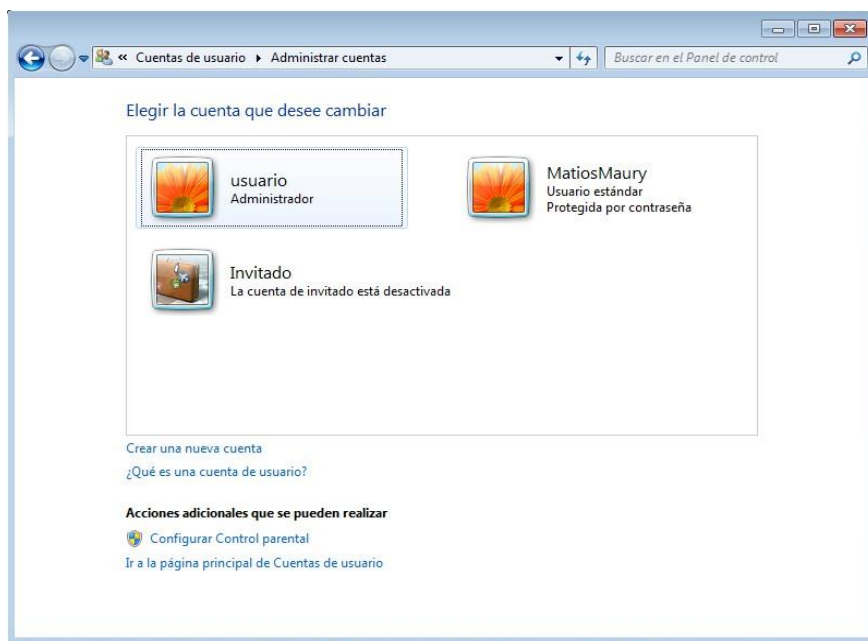 « Cuentas de usuario ▸ Administrar cuentas
Buscar en el Panel de control
Elegir la cuenta que desee cambiar
usuario
Administrador
MatiosMaury
Usuario estándar
Protegida por contraseña
Invitado
La cuenta de invitado está desactivada
Crear una nueva cuenta
¿Qué es una cuenta de usuario?
Acciones adicionales que se pueden realizar
Configurar Control parental
Ir a la página principal de Cuentas de usuario